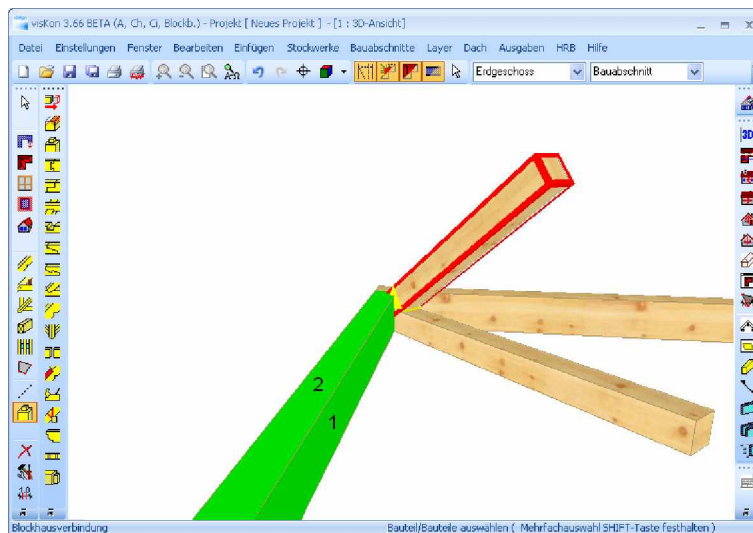 visKon 3.66 BETA (A, Ch, Ci, Blockb.) - Projekt [ Neues Projekt ] - [1 : 3D-Ansicht]
Datei Einstellungen Fenster Bearbeiten Einfügen Stockwerke Bauabschnitte Layer Dach Ausgaben HRB Hilfe
Erdgeschoss Bauabschnitt
3D
2
1
Blockhausverbindung Bauteil/Bauteile auswählen ( Mehrfachauswahl SHIFT-Taste festhalten )